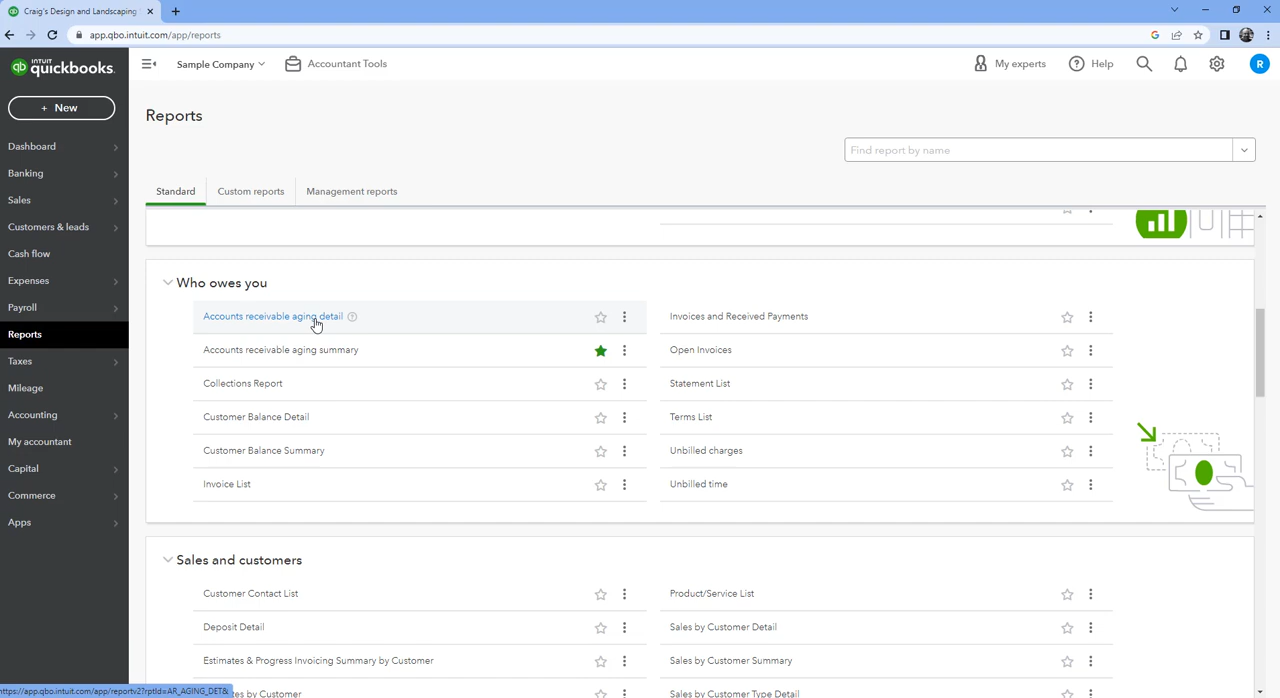 Craig's Design and Landscaping
app.qbo.intuit.com/app/reports
INTUIT
quickbooks.
Sample Company
Accountant Tools
My experts
Help
R
+ New
Dashboard
Banking
Sales
Customers & leads
Cash flow
Expenses
Payroll
Reports
Taxes
Mileage
Accounting
My accountant
Capital
Commerce
Apps
Reports
Find report by name
Standard
Custom reports
Management reports
Who owes you
Accounts receivable aging detail
Invoices and Received Payments
Accounts receivable aging summary
Open Invoices
Collections Report
Statement List
Customer Balance Detail
Terms List
Customer Balance Summary
Unbilled charges
Invoice List
Unbilled time
Sales and customers
Customer Contact List
Product/Service List
Deposit Detail
Sales by Customer Detail
Estimates & Progress Invoicing Summary by Customer
Sales by Customer Summary
by Customer
Sales by Customer Type Detail
https://app.qbo.intuit.com/app/reportv2?rptId=AR_AGING_DET&